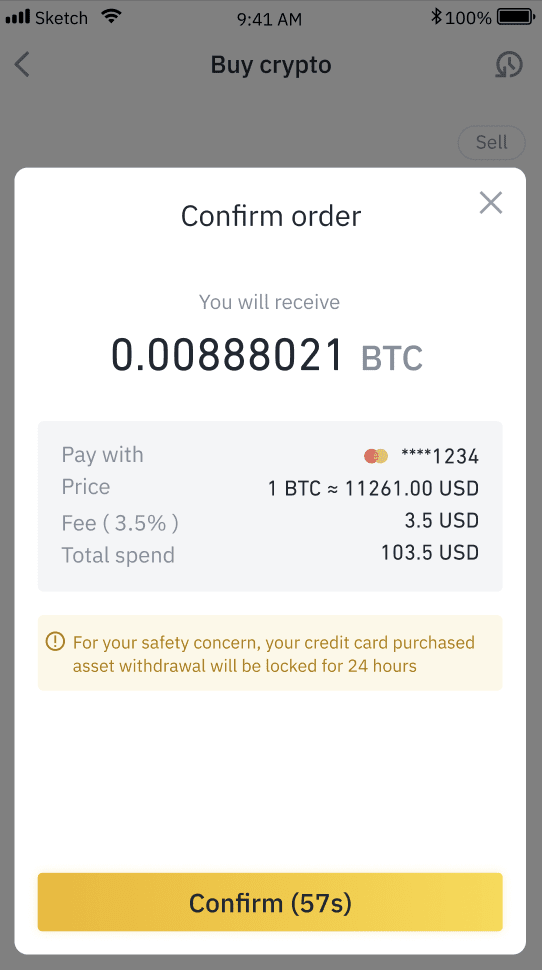 Sketch 9:41 AM 100%
Buy crypto
Sell
Confirm order
You will receive
0.00888021 BTC
Pay with ****1234
Price 1 BTC ≈ 11261.00 USD
Fee ( 3.5% ) 3.5 USD
Total spend 103.5 USD
For your safety concern, your credit card purchased
asset withdrawal will be locked for 24 hours
Confirm (57s)